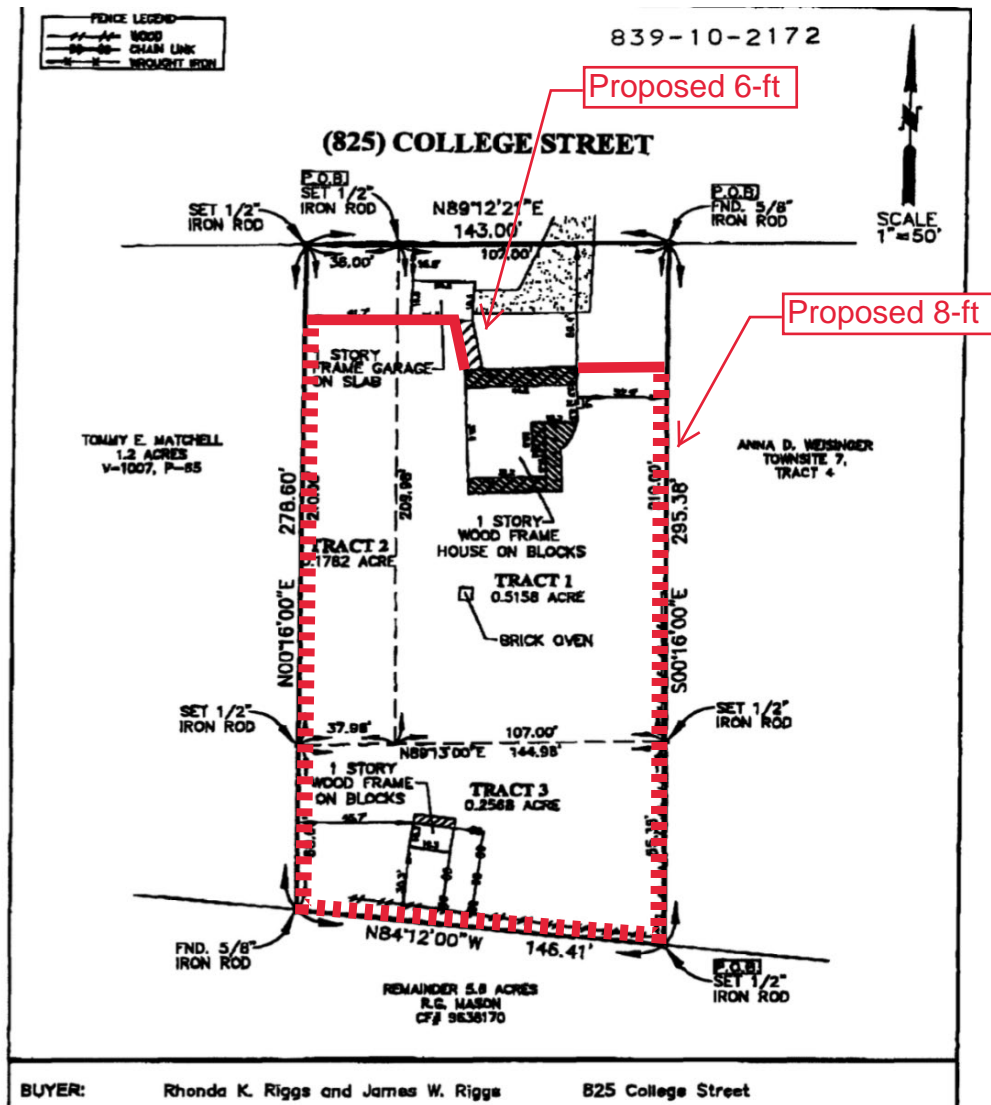 FENCE LEGEND
WOOD
CHAIN LINK
WROUGHT IRON
839-10-2172
Proposed 6-ft
(825) COLLEGE STREET
P.O.B.
SET 1/2"
IRON ROD
SET 1/2"
IRON ROD
N89°12'21"E
143.00'
107.00'
36.00'
P.O.B.
FND. 5/8"
IRON ROD
SCALE
1"=50'
Proposed 8-ft
STORY
FRAME GARAGE
ON SLAB
TOMMY E. MATCHELL
1.2 ACRES
V-1007, P-65
ANNA D. WEISINGER
TOWNSITE 7,
TRACT 4
278.60'
208.98'
210.00'
295.38'
1 STORY
WOOD FRAME
HOUSE ON BLOCKS
TRACT 2
0.1782 ACRE
TRACT 1
0.5158 ACRE
BRICK OVEN
N00°16'00"E
S00°16'00"E
SET 1/2"
IRON ROD
37.98'
107.00'
N89°13'00"E
144.98'
SET 1/2"
IRON ROD
1 STORY
WOOD FRAME
ON BLOCKS
TRACT 3
0.2568 ACRE
N84°12'00"W
146.41'
FND. 5/8"
IRON ROD
P.O.B.
SET 1/2"
IRON ROD
REMAINDER 5.6 ACRES
R.G. MASON
CF# 9636170
BUYER: Rhonda K. Riggs and James W. Riggs 825 College Street